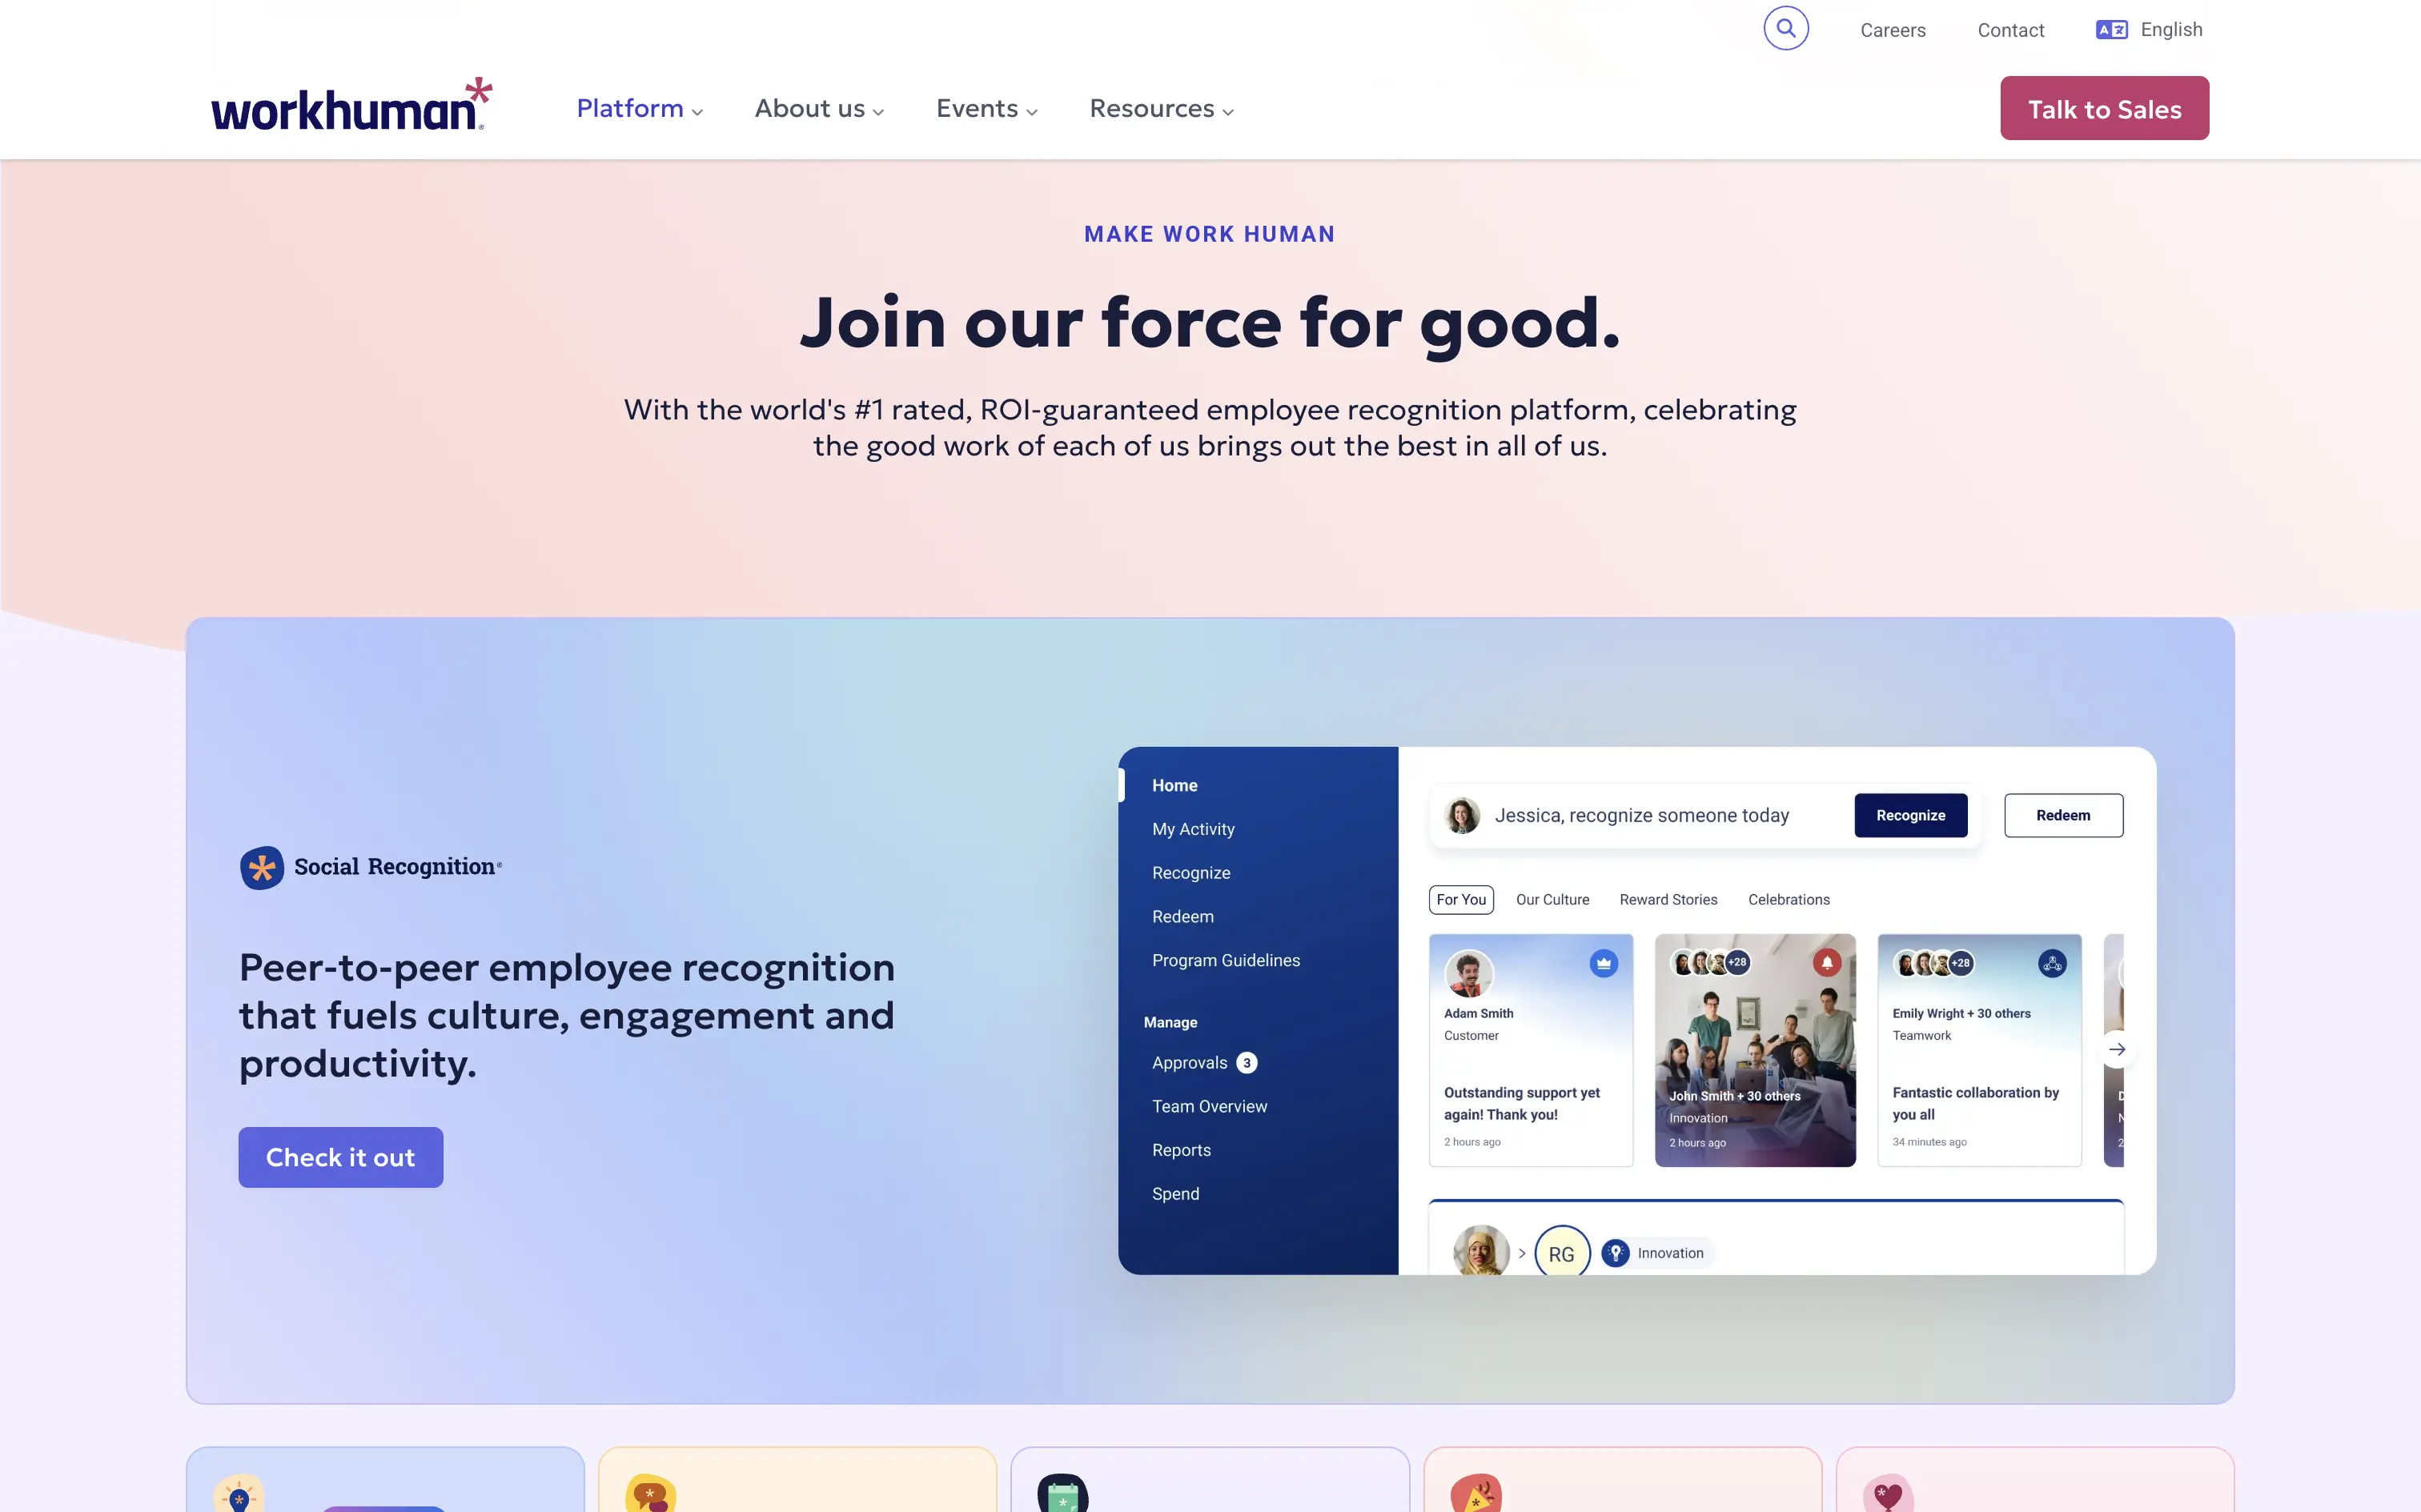 Careers
Contact
English
workhuman
Platform
About us
Events
Resources
Talk to Sales
MAKE WORK HUMAN
Join our force for good.
With the world's #1 rated, ROI-guaranteed employee recognition platform, celebrating
the good work of each of us brings out the best in all of us.
Social Recognition
Peer-to-peer employee recognition
that fuels culture, engagement and
productivity.
Check it out
Home
My Activity
Recognize
Redeem
Program Guidelines
Manage
Approvals 3
Team Overview
Reports
Spend
Jessica, recognize someone today
Recognize
Redeem
For You
Our Culture
Reward Stories
Celebrations
Adam Smith
Customer
Outstanding support yet
again! Thank you!
2 hours ago
+28
John Smith + 30 others
Innovation
2 hours ago
+28
Emily Wright + 30 others
Teamwork
Fantastic collaboration by
you all
34 minutes ago
RG
Innovation